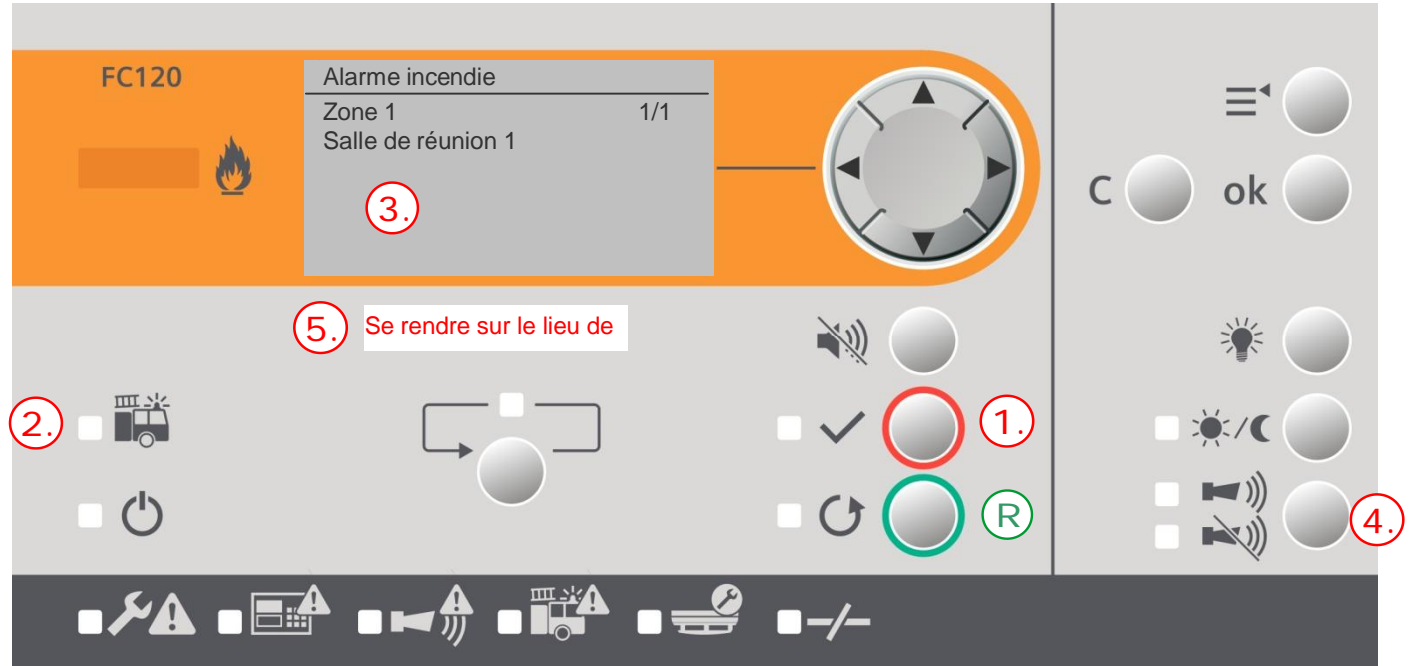 FC120
Alarme incendie
Zone 1 1/1
Salle de réunion 1
3.
C
ok
5. Se rendre sur le lieu de
2.
1.
R
4.